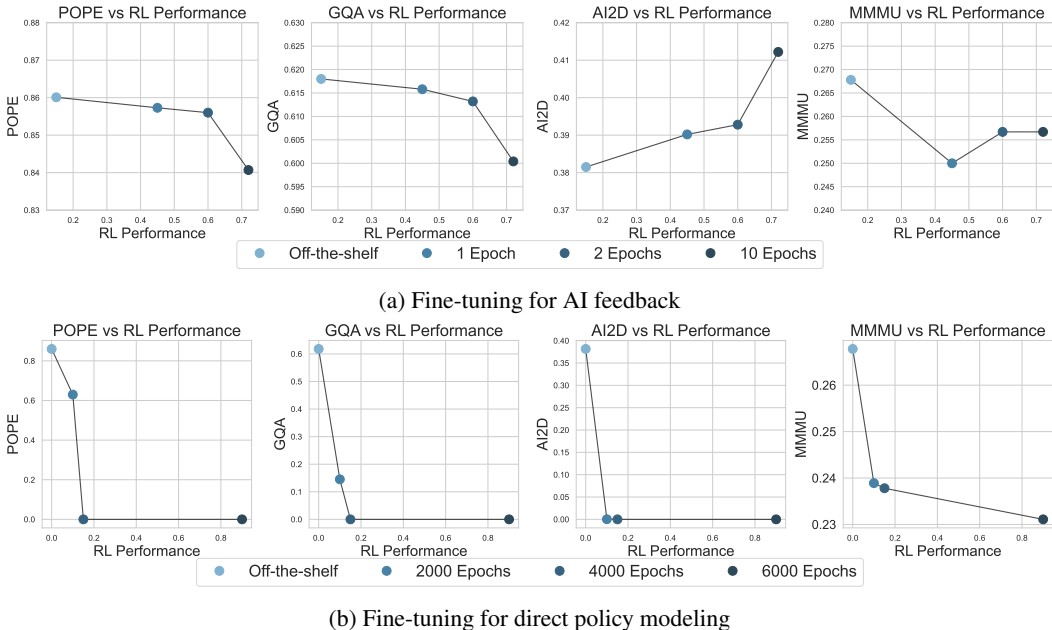 POPE vs RL Performance
GQA vs RL Performance
AI2D vs RL Performance
MMMU vs RL Performance
0.88
0.87
0.86
0.85
0.84
0.83
POPE
0.2 0.3 0.4 0.5 0.6 0.7
RL Performance
0.630
0.625
0.620
0.615
0.610
0.605
0.600
0.595
0.590
GQA
0.2 0.3 0.4 0.5 0.6 0.7
RL Performance
0.42
0.41
0.40
0.39
0.38
0.37
AI2D
0.2 0.3 0.4 0.5 0.6 0.7
RL Performance
0.280
0.275
0.270
0.265
0.260
0.255
0.250
0.245
0.240
MMMU
0.2 0.3 0.4 0.5 0.6 0.7
RL Performance
Off-the-shelf 1 Epoch 2 Epochs 10 Epochs
(a) Fine-tuning for AI feedback
POPE vs RL Performance
GQA vs RL Performance
AI2D vs RL Performance
MMMU vs RL Performance
0.8
0.6
0.4
0.2
0.0
POPE
0.0 0.2 0.4 0.6 0.8
RL Performance
0.6
0.5
0.4
0.3
0.2
0.1
0.0
GQA
0.0 0.2 0.4 0.6 0.8
RL Performance
0.40
0.35
0.30
0.25
0.20
0.15
0.10
0.05
0.00
AI2D
0.0 0.2 0.4 0.6 0.8
RL Performance
0.26
0.25
0.24
0.23
MMMU
0.0 0.2 0.4 0.6 0.8
RL Performance
Off-the-shelf 2000 Epochs 4000 Epochs 6000 Epochs
(b) Fine-tuning for direct policy modeling